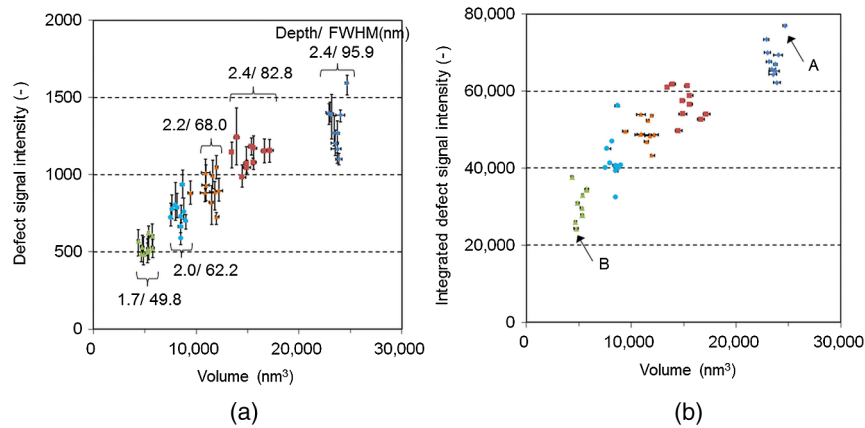 Depth/ FWHM(nm)
2.4/ 95.9
2.4/ 82.8
2.2/ 68.0
2.0/ 62.2
1.7/ 49.8
Defect signal intensity (-)
2000
1500
1000
500
0
0 10,000 20,000 30,000
Volume (nm³)
(a)
Integrated defect signal intensity (-)
80,000
60,000
40,000
20,000
0
A
B
0 10,000 20,000 30,000
Volume (nm³)
(b)